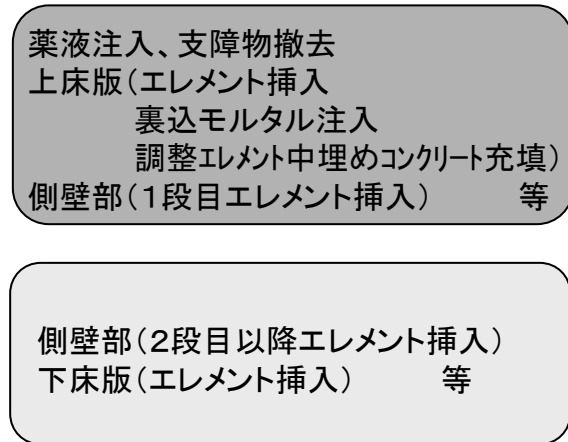 薬液注入、支障物撤去
上床版（エレメント挿入
裏込モルタル注入
調整エレメント中埋めコンクリート充填）
側壁部（１段目エレメント挿入）　　等
側壁部（２段目以降エレメント挿入）
下床版（エレメント挿入）　　等